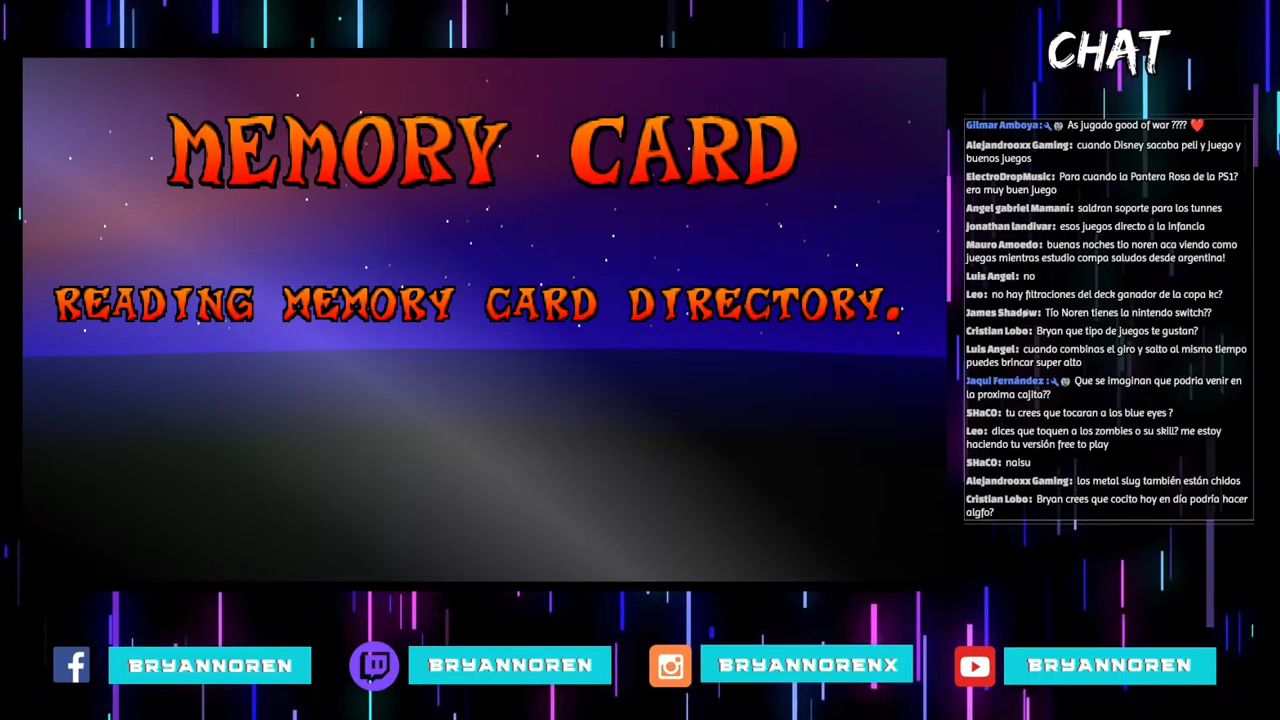 MEMORY CARD
READING MEMORY CARD DIRECTORY.
CHAT
Gilmar Amboya: As jugado good of war ???? ❤️
Alejandrooxx Gaming: cuando Disney sacaba peli y juego y
buenos juegos
ElectroDropMusic: Para cuando la Pantera Rosa de la PS1?
era muy buen juego
Angel gabriel Mamaní: saldran soporte para los tunnes
jonathan landivar: esos juegos directo a la infancia
Mauro Amoedo: buenas noches tio noren aca viendo como
juegas mientras estudio compa saludos desde argentina!
Luis Angel: no
Leo: no hay filtraciones del deck ganador de la copa kc?
James Shadøw: Tío Noren tienes la nintendo switch??
Cristian Lobo: Bryan que tipo de juegos te gustan?
Luis Angel: cuando combinas el giro y salto al mismo tiempo
puedes brincar super alto
Jaqui Fernández: Que se imaginan que podria venir en
la proxima cajita??
SHaCO: tu crees que tocaran a los blue eyes ?
Leo: dices que toquen a los zombies o su skill? me estoy
haciendo tu versión free to play
SHaCO: naisu
Alejandrooxx Gaming: los metal slug también están chidos
Cristian Lobo: Bryan crees que cocito hoy en día podría hacer
algfo?
BRYANNOREN
BRYANNOREN
BRYANNORENX
BRYANNOREN